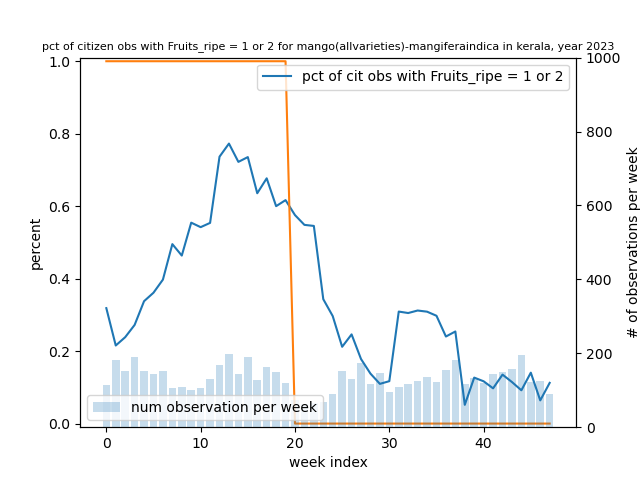 pct of citizen obs with Fruits_ripe = 1 or 2 for mango(allvarieties)-mangiferaindica in kerala, year 2023
pct of cit obs with Fruits_ripe = 1 or 2
1.0
0.8
0.6
0.4
0.2
0.0
percent
1000
800
600
400
200
0
# of observations per week
num observation per week
0 10 20 30 40
week index